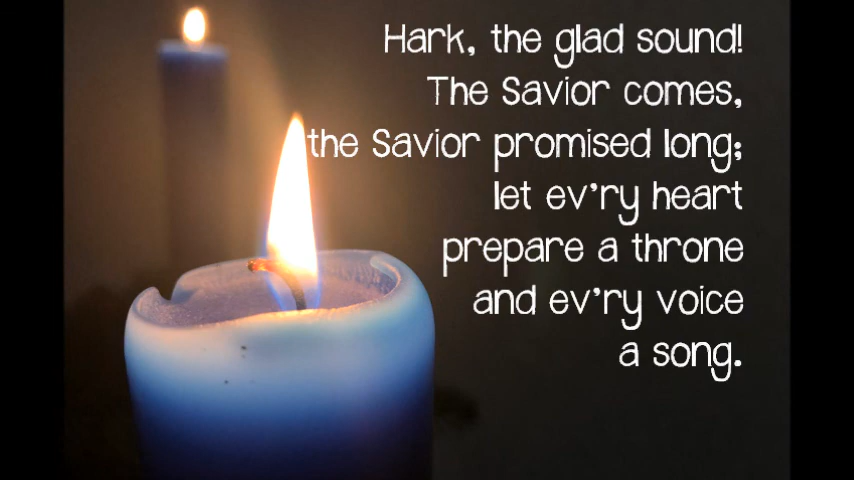 Hark, the glad sound!
The Savior comes,
the Savior promised long;
let ev'ry heart
prepare a throne
and ev'ry voice
a song.